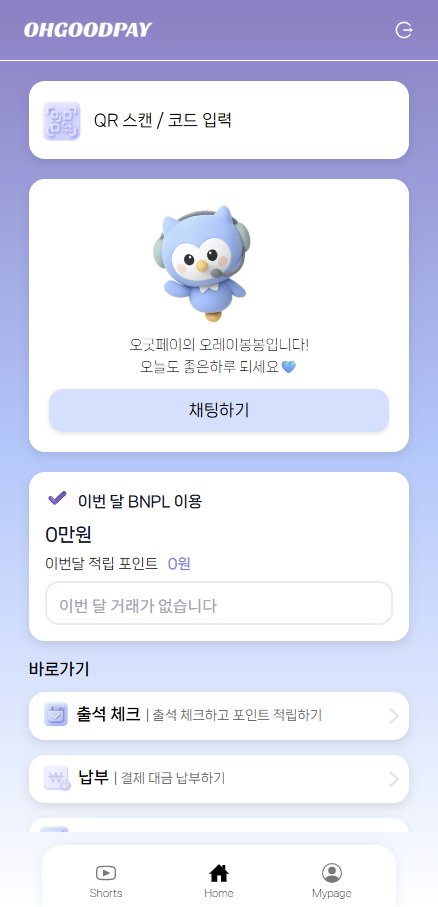 OHGOODPAY
QR 스캔 / 코드 입력
오굿페이의 오레이봉봉입니다!
오늘도 좋은하루 되세요 💙
채팅하기
이번 달 BNPL 이용
0만원
이번달 적립 포인트 0원
이번 달 거래가 없습니다
바로가기
출석 체크 | 출석 체크하고 포인트 적립하기
납부 | 결제 대금 납부하기
Shorts Home Mypage